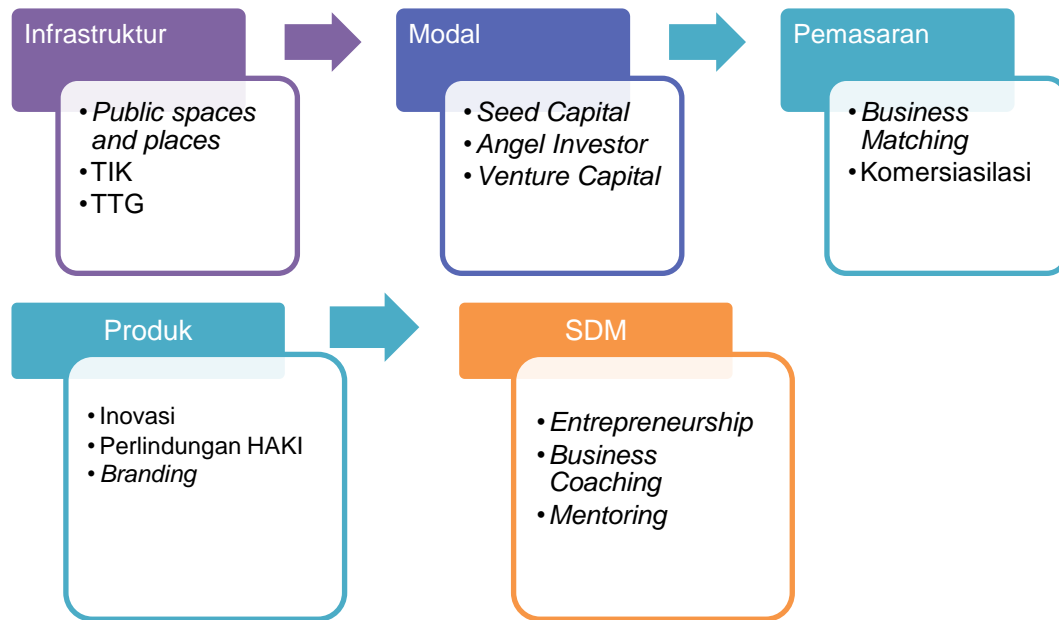 Infrastruktur
• Public spaces
and places
• TIK
• TTG
Modal
• Seed Capital
• Angel Investor
• Venture Capital
Pemasaran
• Business
Matching
• Komersiasilasi
Produk
• Inovasi
• Perlindungan HAKI
• Branding
SDM
• Entrepreneurship
• Business
Coaching
• Mentoring